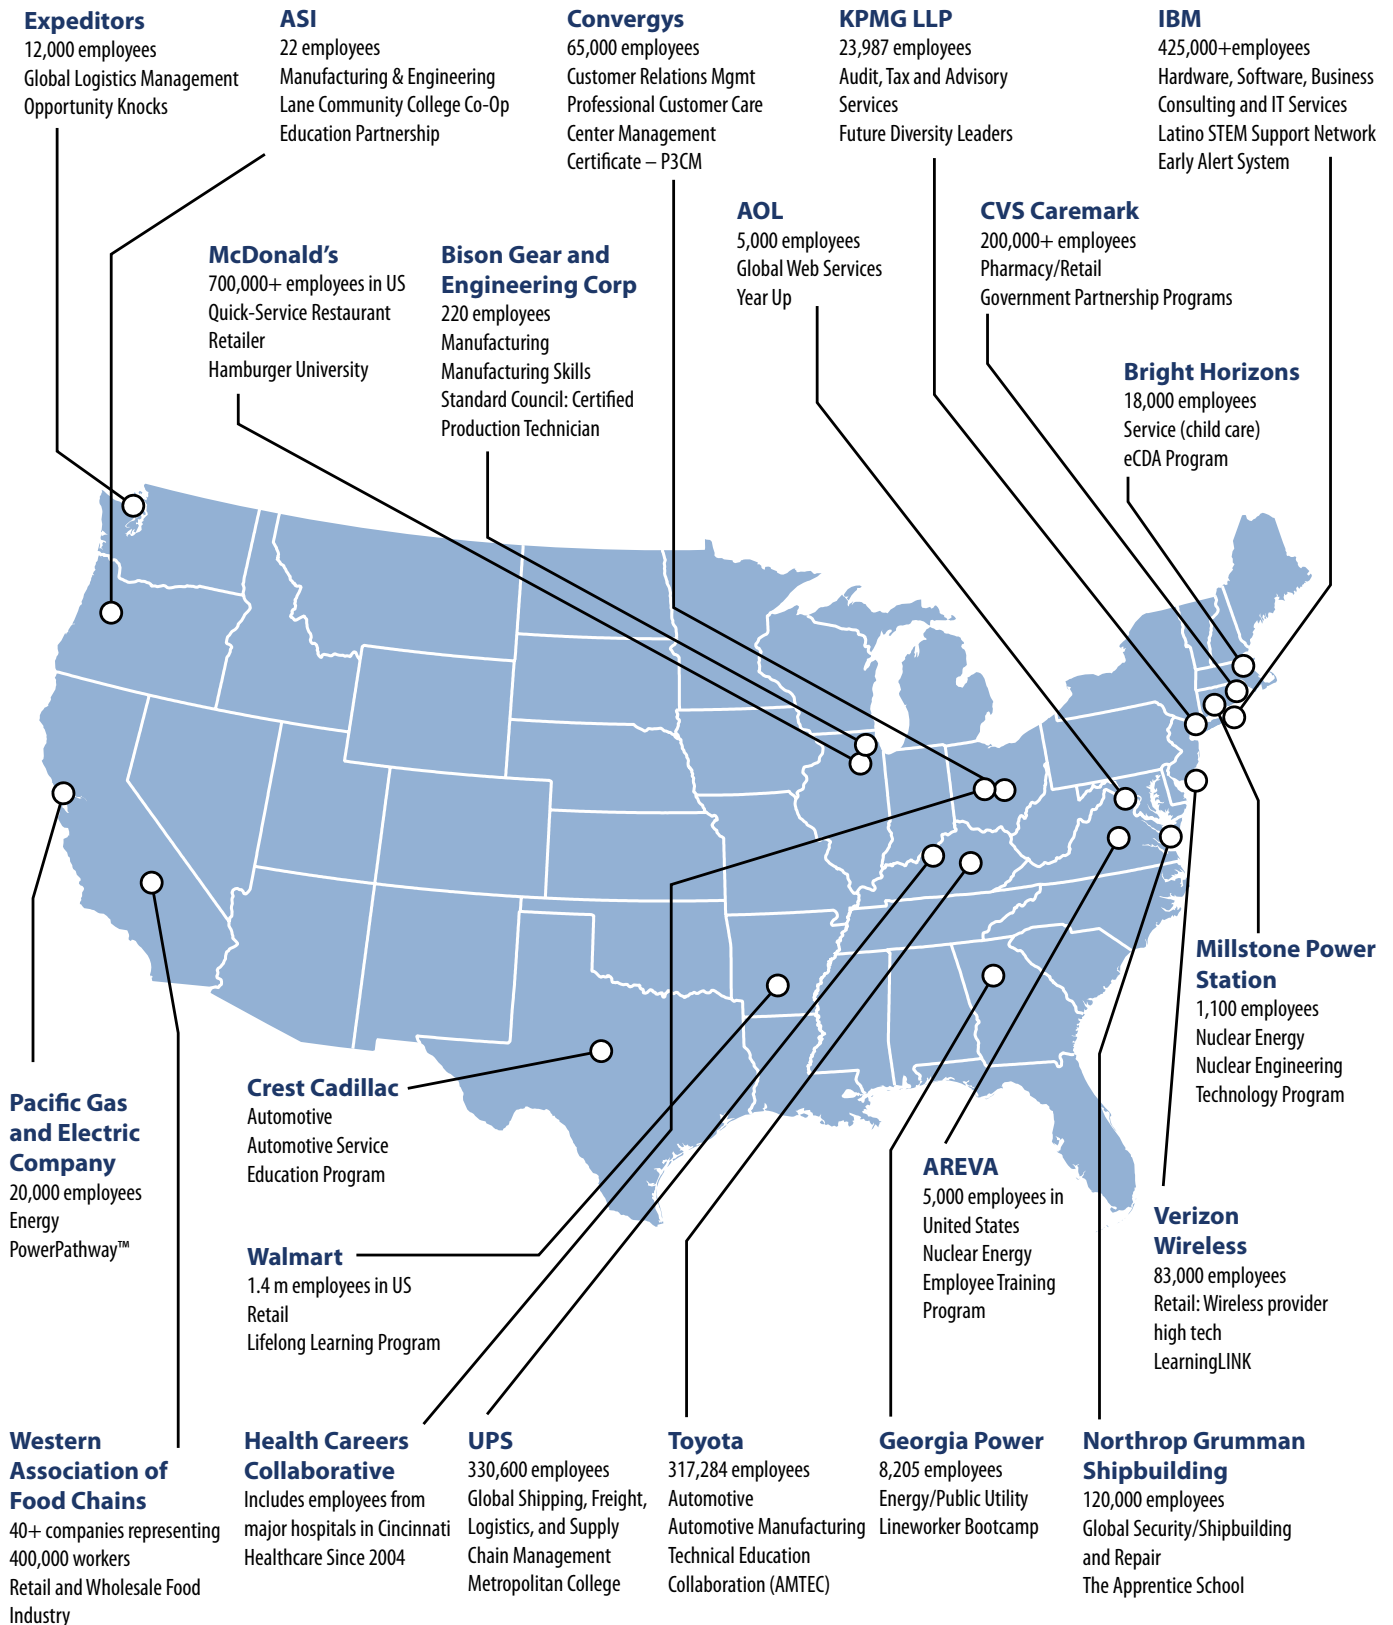 Expeditors
12,000 employees
Global Logistics Management
Opportunity Knocks
ASI
22 employees
Manufacturing & Engineering
Lane Community College Co-Op
Education Partnership
Convergys
65,000 employees
Customer Relations Mgmt
Professional Customer Care
Center Management
Certificate – P3CM
KPMG LLP
23,987 employees
Audit, Tax and Advisory
Services
Future Diversity Leaders
IBM
425,000+employees
Hardware, Software, Business
Consulting and IT Services
Latino STEM Support Network
Early Alert System
McDonald’s
700,000+ employees in US
Quick-Service Restaurant
Retailer
Hamburger University
Bison Gear and
Engineering Corp
220 employees
Manufacturing
Manufacturing Skills
Standard Council: Certified
Production Technician
AOL
5,000 employees
Global Web Services
Year Up
CVS Caremark
200,000+ employees
Pharmacy/Retail
Government Partnership Programs
Bright Horizons
18,000 employees
Service (child care)
eCDA Program
Millstone Power
Station
1,100 employees
Nuclear Energy
Nuclear Engineering
Technology Program
Pacific Gas
and Electric
Company
20,000 employees
Energy
PowerPathway™
Crest Cadillac
Automotive
Automotive Service
Education Program
Walmart
1.4 m employees in US
Retail
Lifelong Learning Program
AREVA
5,000 employees in
United States
Nuclear Energy
Employee Training
Program
Verizon
Wireless
83,000 employees
Retail: Wireless provider
high tech
LearningLINK
Western
Association of
Food Chains
40+ companies representing
400,000 workers
Retail and Wholesale Food
Industry
Health Careers
Collaborative
Includes employees from
major hospitals in Cincinnati
Healthcare Since 2004
UPS
330,600 employees
Global Shipping, Freight,
Logistics, and Supply
Chain Management
Metropolitan College
Toyota
317,284 employees
Automotive
Automotive Manufacturing
Technical Education
Collaboration (AMTEC)
Georgia Power
8,205 employees
Energy/Public Utility
Lineworker Bootcamp
Northrop Grumman
Shipbuilding
120,000 employees
Global Security/Shipbuilding
and Repair
The Apprentice School